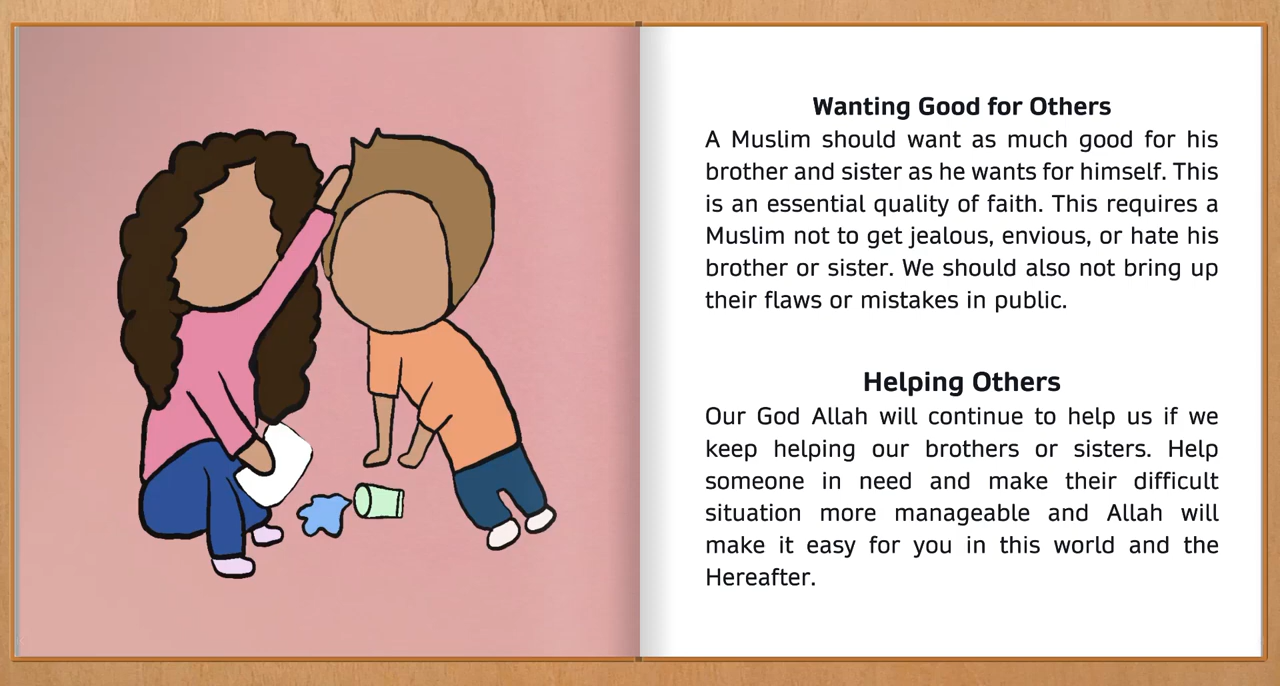 Wanting Good for Others
A Muslim should want as much good for his
brother and sister as he wants for himself. This
is an essential quality of faith. This requires a
Muslim not to get jealous, envious, or hate his
brother or sister. We should also not bring up
their flaws or mistakes in public.
Helping Others
Our God Allah will continue to help us if we
keep helping our brothers or sisters. Help
someone in need and make their difficult
situation more manageable and Allah will
make it easy for you in this world and the
Hereafter.